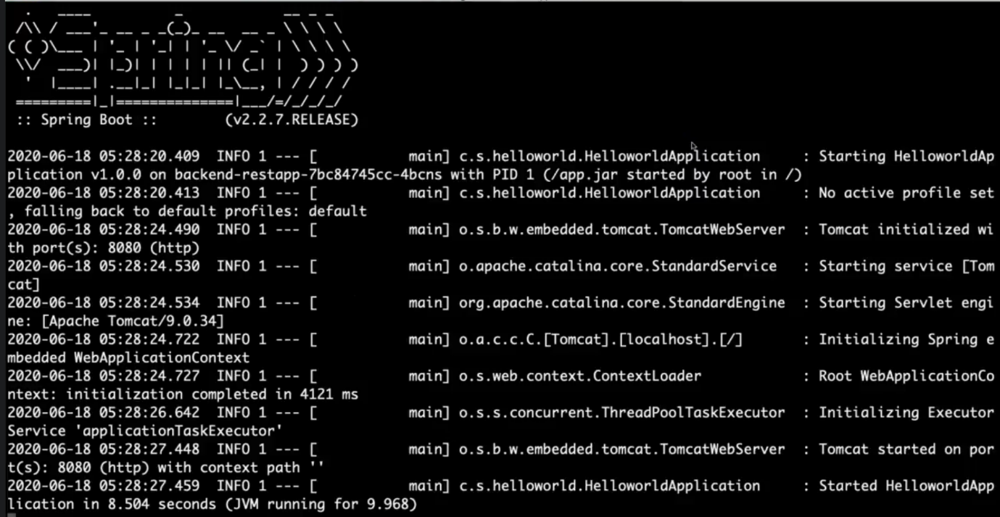 .   ____          _            __ _ _
 /\\ / ___'_ __ _ _(_)_ __  __ _ \ \ \ \
( ( )\___ | '_ | '_| | '_ \/ _` | \ \ \ \
 \\/  ___)| |_)| | | | | || (_| |  ) ) ) )
  '  |____| .__|_| |_|_| |_\__, | / / / /
 =========|_|==============|___/=/_/_/_/
 :: Spring Boot ::        (v2.2.7.RELEASE)
2020-06-18 05:28:20.409  INFO 1 --- [           main] c.s.helloworld.HelloworldApplication     : Starting HelloworldAp
plication v1.0.0 on backend-restapp-7bc84745cc-4bcns with PID 1 (/app.jar started by root in /)
2020-06-18 05:28:20.413  INFO 1 --- [           main] c.s.helloworld.HelloworldApplication     : No active profile set
, falling back to default profiles: default
2020-06-18 05:28:24.490  INFO 1 --- [           main] o.s.b.w.embedded.tomcat.TomcatWebServer  : Tomcat initialized wi
th port(s): 8080 (http)
2020-06-18 05:28:24.530  INFO 1 --- [           main] o.apache.catalina.core.StandardService   : Starting service [Tom
cat]
2020-06-18 05:28:24.534  INFO 1 --- [           main] org.apache.catalina.core.StandardEngine  : Starting Servlet engi
ne: [Apache Tomcat/9.0.34]
2020-06-18 05:28:24.722  INFO 1 --- [           main] o.a.c.c.C.[Tomcat].[localhost].[/]       : Initializing Spring e
mbedded WebApplicationContext
2020-06-18 05:28:24.727  INFO 1 --- [           main] o.s.web.context.ContextLoader            : Root WebApplicationCo
ntext: initialization completed in 4121 ms
2020-06-18 05:28:26.642  INFO 1 --- [           main] o.s.s.concurrent.ThreadPoolTaskExecutor  : Initializing Executor
Service 'applicationTaskExecutor'
2020-06-18 05:28:27.448  INFO 1 --- [           main] o.s.b.w.embedded.tomcat.TomcatWebServer  : Tomcat started on por
t(s): 8080 (http) with context path ''
2020-06-18 05:28:27.459  INFO 1 --- [           main] c.s.helloworld.HelloworldApplication     : Started HelloworldApp
lication in 8.504 seconds (JVM running for 9.968)